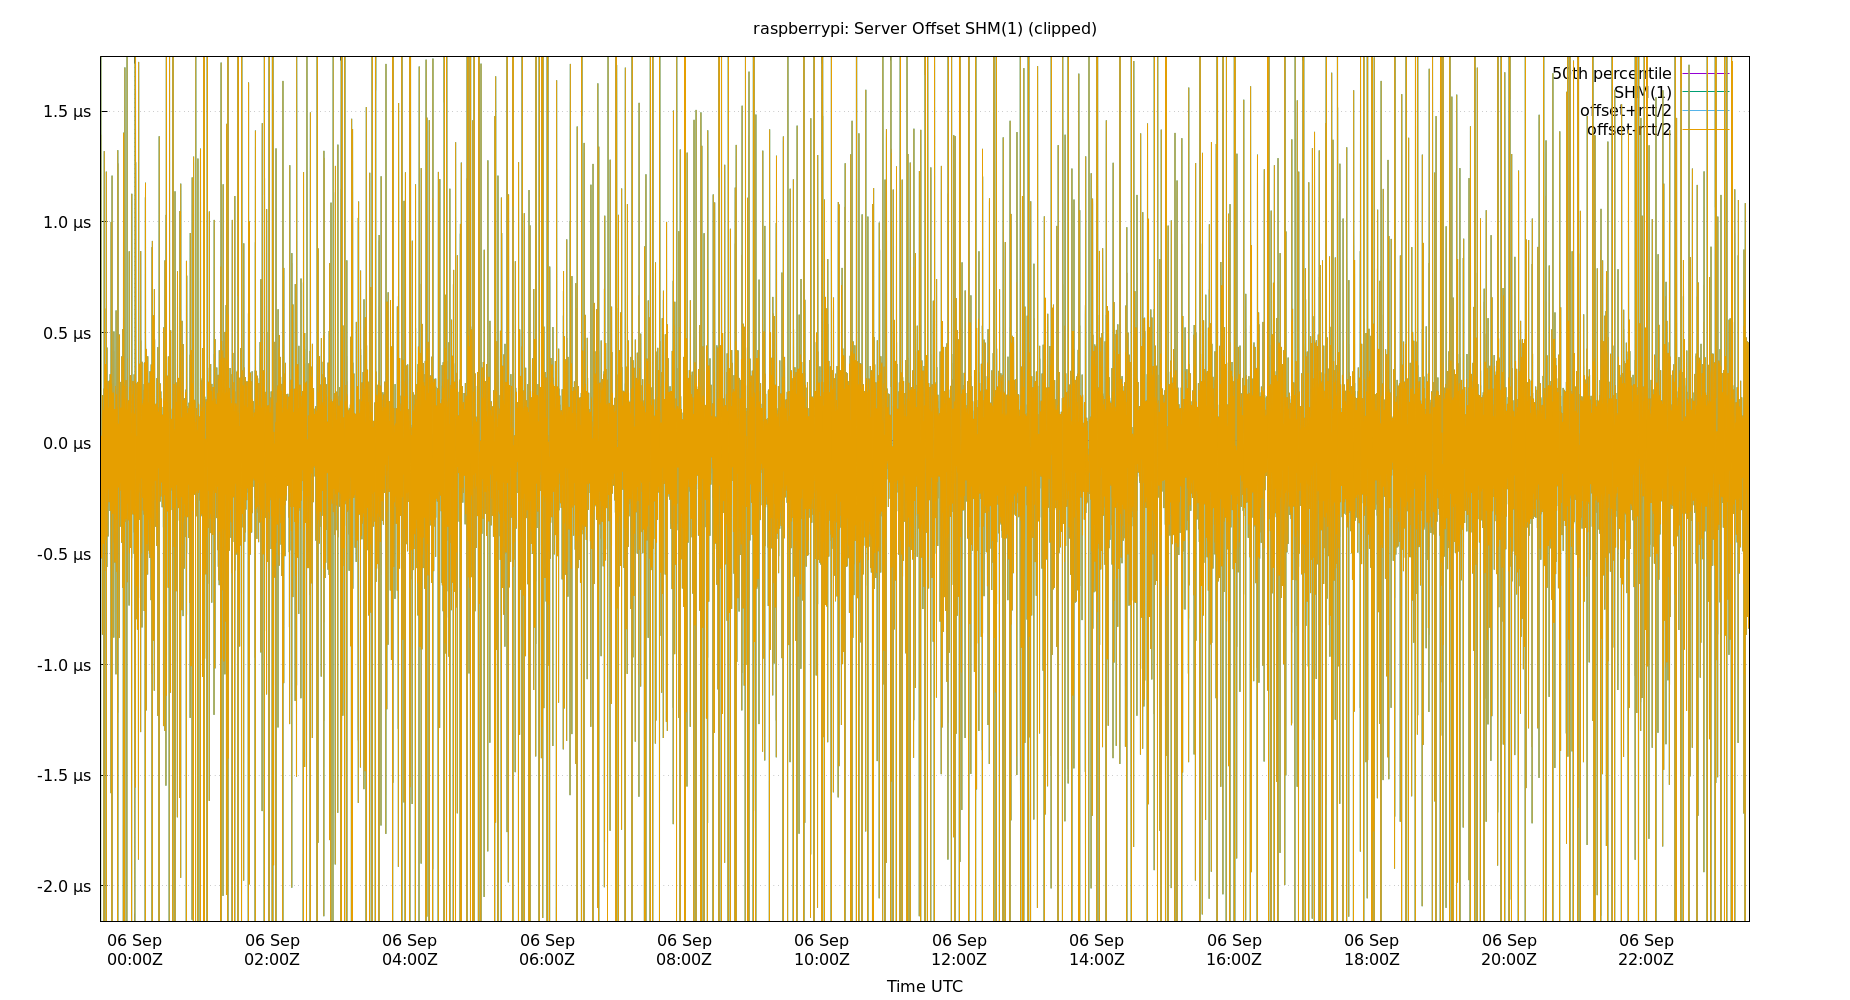 raspberrypi: Server Offset SHM(1) (clipped)
50th percentile
SHM(1)
offset+rtt/2
offset-rtt/2
1.5 µs
1.0 µs
0.5 µs
0.0 µs
-0.5 µs
-1.0 µs
-1.5 µs
-2.0 µs
06 Sep 06 Sep 06 Sep 06 Sep 06 Sep 06 Sep 06 Sep 06 Sep 06 Sep 06 Sep 06 Sep 06 Sep
00:00Z 02:00Z 04:00Z 06:00Z 08:00Z 10:00Z 12:00Z 14:00Z 16:00Z 18:00Z 20:00Z 22:00Z
Time UTC